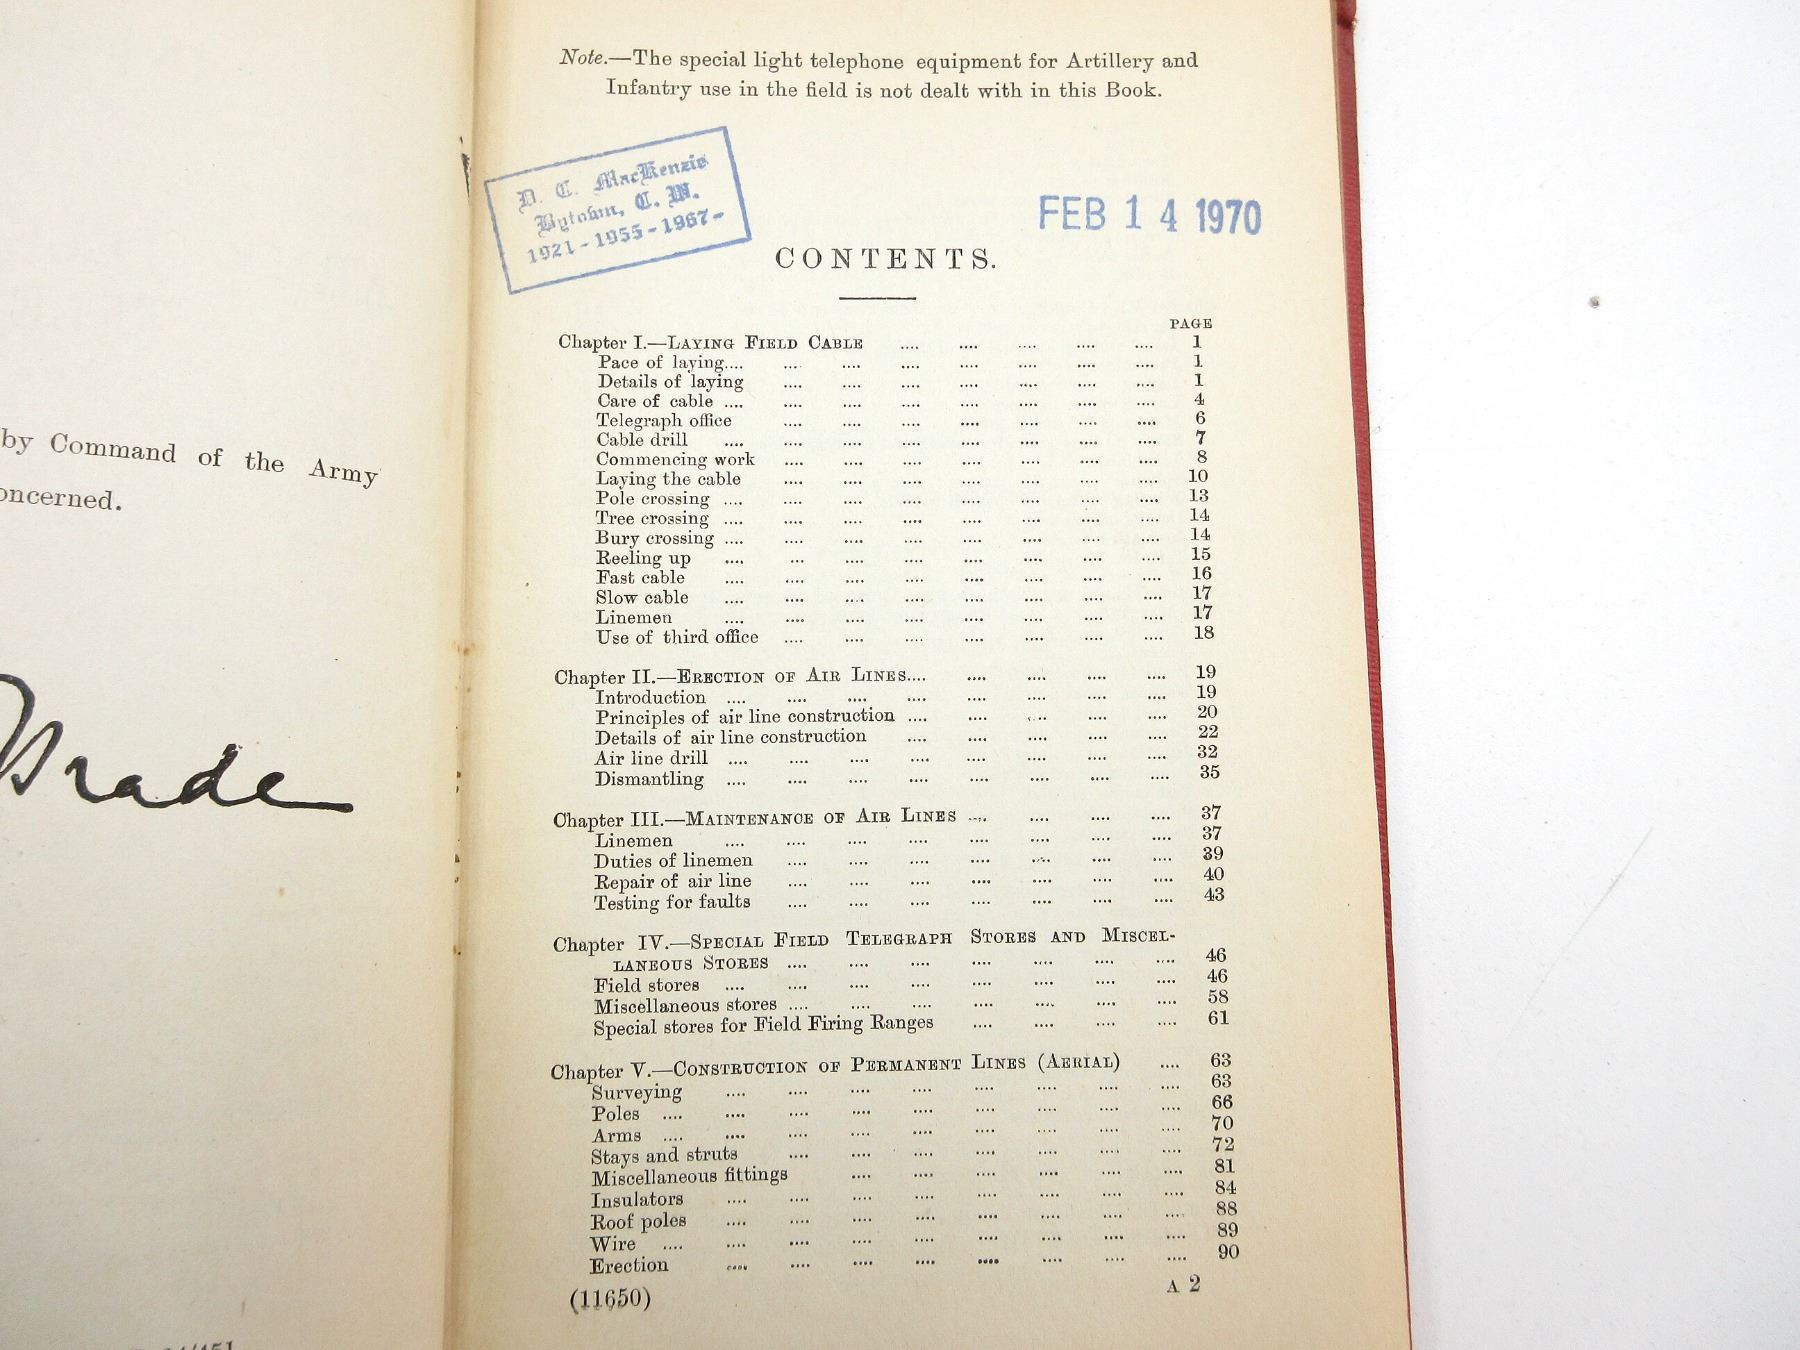 by Command of the Army
oncerned.
Brade
Note.—The special light telephone equipment for Artillery and
Infantry use in the field is not dealt with in this Book.
D. C. MacKenzie
Bytown, C. W.
1921-1955-1967-
FEB 14 1970
CONTENTS.
PAGE
Chapter I.—Laying Field Cable .... .... .... .... .... 1
Pace of laying.... .... .... .... .... .... .... .... 1
Details of laying .... .... .... .... .... .... .... 1
Care of cable .... .... .... .... .... .... .... .... 4
Telegraph office .... .... .... .... .... .... .... 6
Cable drill .... .... .... .... .... .... .... .... 7
Commencing work .... .... .... .... .... .... .... 8
Laying the cable .... .... .... .... .... .... .... 10
Pole crossing .... .... .... .... .... .... .... .... 13
Tree crossing .... .... .... .... .... .... .... .... 14
Bury crossing .... .... .... .... .... .... .... .... 14
Reeling up .... ... .... .... .... .... .... .... 15
Fast cable .... .... .... .... .... .... .... .... 16
Slow cable .... .... .... .... .... .... .... .... 17
Linemen .... .... .... .... .... .... .... .... 17
Use of third office .... .... .... .... .... .... .... 18
Chapter II.—Erection of Air Lines.... .... .... .... .... 19
Introduction .... .... .... .... .... .... .... .... 19
Principles of air line construction .... .... .... .... .... 20
Details of air line construction .... .... .... .... .... 22
Air line drill .... .... .... .... .... .... .... .... 32
Dismantling .... .... .... .... .... .... .... .... 35
Chapter III.—Maintenance of Air Lines .... .... .... .... 37
Linemen .... .... .... .... .... .... .... .... 37
Duties of linemen .... .... .... .... .... .... .... 39
Repair of air line .... .... .... .... .... .... .... 40
Testing for faults .... .... .... .... .... .... .... 43
Chapter IV.—Special Field Telegraph Stores and Miscel-
laneous Stores .... .... .... .... .... .... .... 46
Field stores .... .... .... .... .... .... .... .... 46
Miscellaneous stores .... .... .... .... .... .... .... 58
Special stores for Field Firing Ranges .... .... .... .... 61
Chapter V.—Construction of Permanent Lines (Aerial) .... 63
Surveying .... .... .... .... .... .... .... .... 63
Poles .... .... .... .... .... .... .... .... .... 66
Arms .... .... .... .... .... .... .... .... .... 70
Stays and struts .... .... .... .... .... .... .... 72
Miscellaneous fittings .... .... .... .... .... .... 81
Insulators .... .... .... .... .... .... .... .... 84
Roof poles .... .... .... .... .... .... .... .... 88
Wire .... .... .... .... .... .... .... .... .... 89
Erection .... .... .... .... .... .... .... .... 90
(11650)
A 2